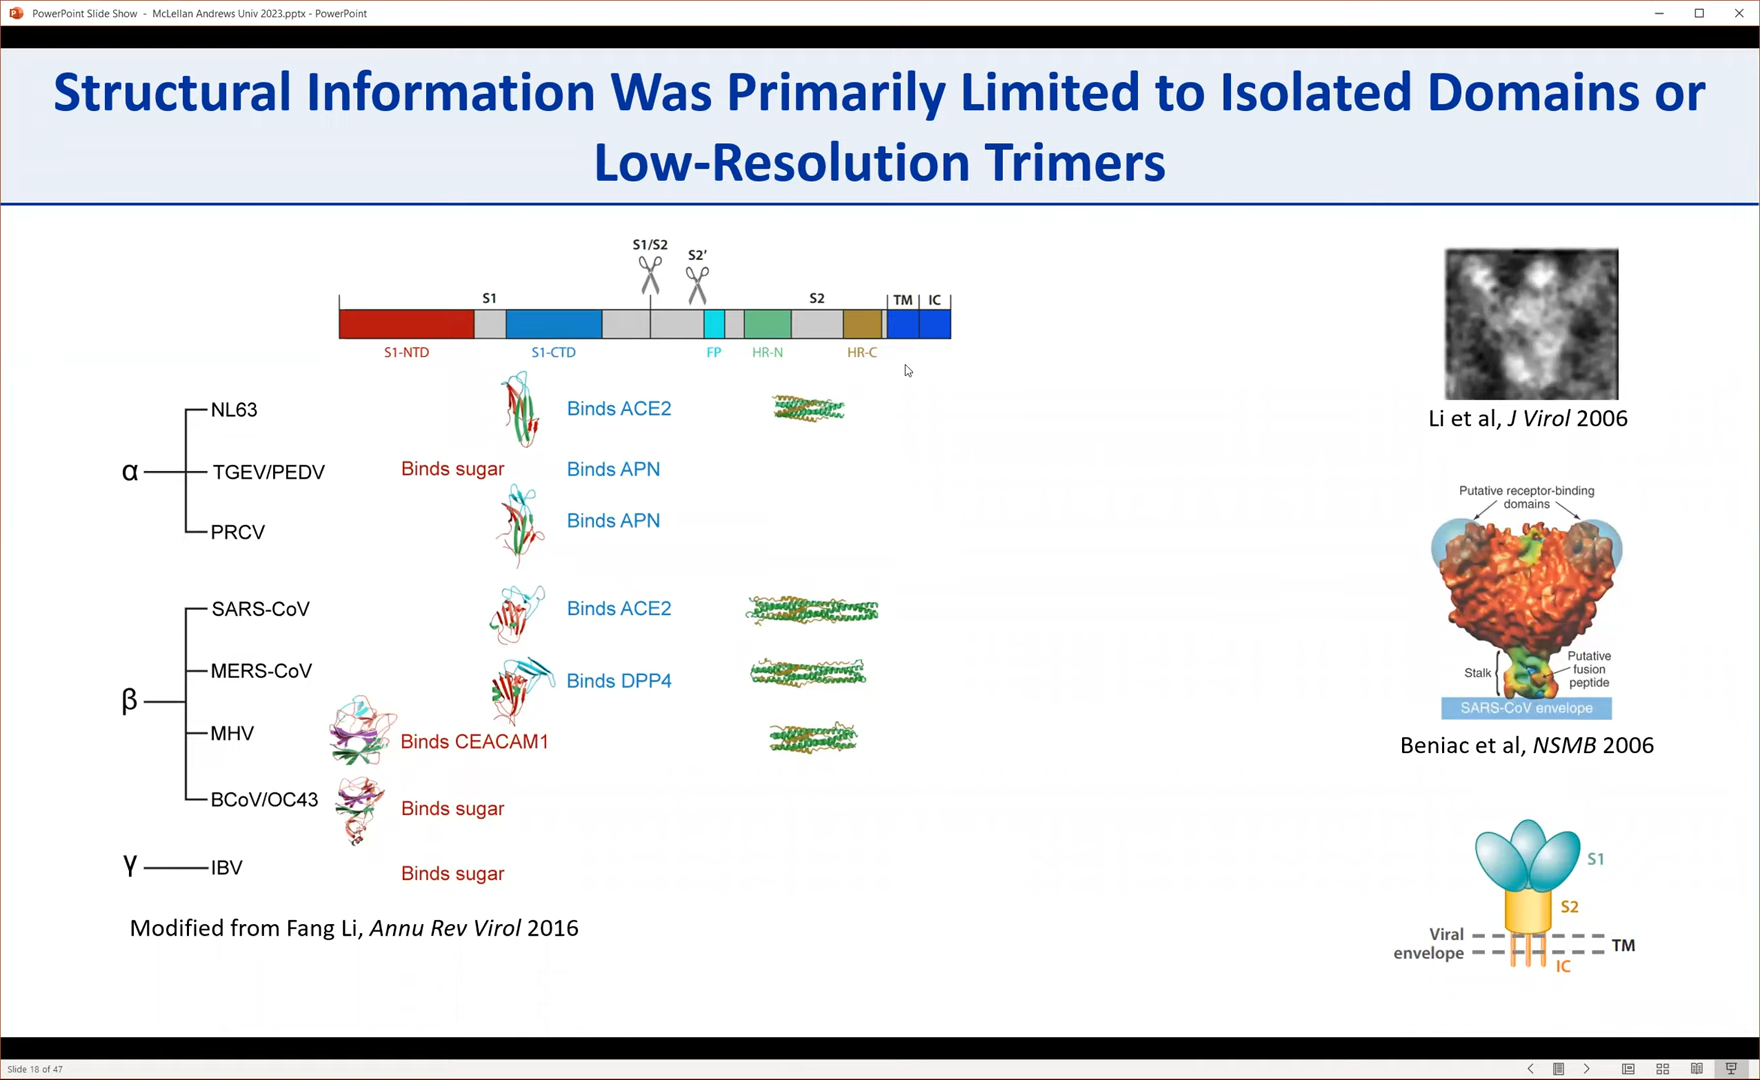 PowerPoint Slide Show - McLellan Andrews Univ 2023.pptx - PowerPoint
Structural Information Was Primarily Limited to Isolated Domains or
Low-Resolution Trimers
S1/S2
S2′
S1
S2
TM
IC
S1-NTD
S1-CTD
FP
HR-N
HR-C
α
NL63
Binds ACE2
TGEV/PEDV
Binds sugar
Binds APN
PRCV
Binds APN
β
SARS-CoV
Binds ACE2
MERS-CoV
Binds DPP4
MHV
Binds CEACAM1
BCoV/OC43
Binds sugar
γ
IBV
Binds sugar
Modified from Fang Li, Annu Rev Virol 2016
Li et al, J Virol 2006
Putative receptor-binding
domains
Stalk
Putative
fusion
peptide
SARS-CoV envelope
Beniac et al, NSMB 2006
S1
S2
Viral
envelope
TM
IC
Slide 18 of 47